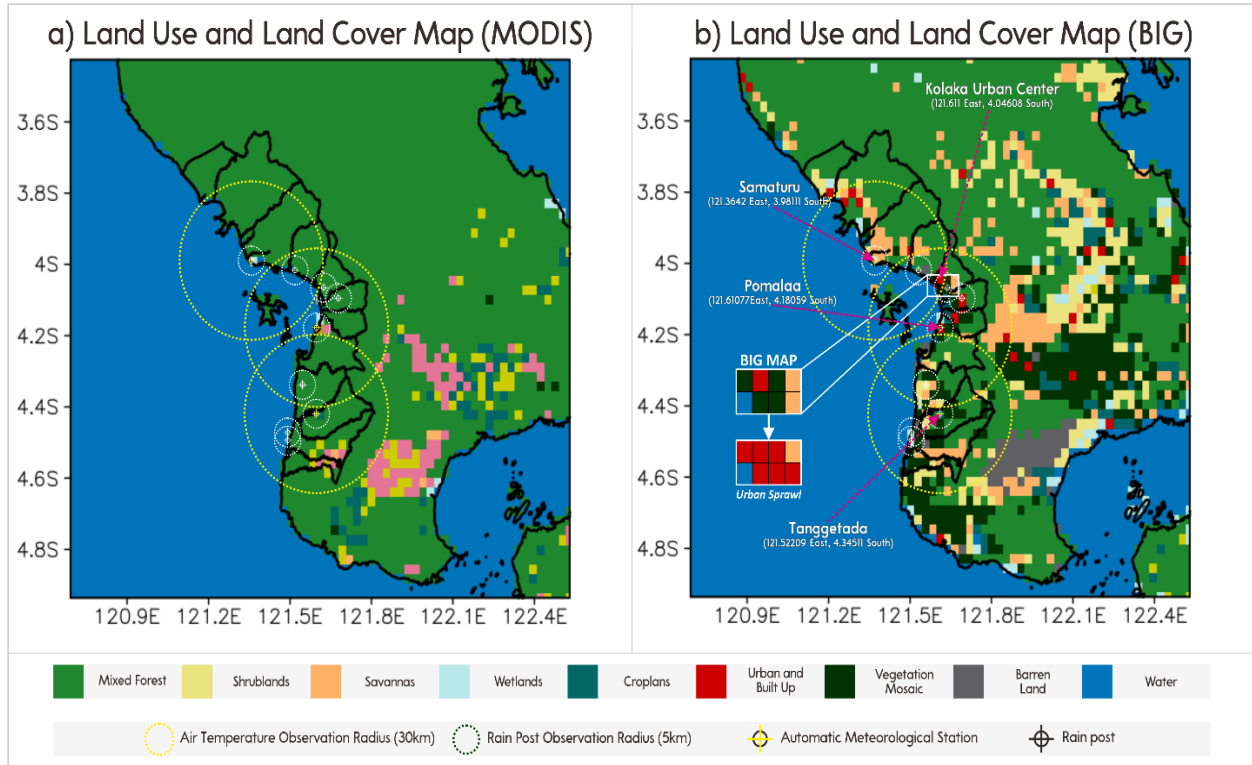 a) Land Use and Land Cover Map (MODIS)
3.6S
3.8S
4S
4.2S
4.4S
4.6S
4.8S
120.9E 121.2E 121.5E 121.8E 122.1E 122.4E
b) Land Use and Land Cover Map (BIG)
3.6S
3.8S
4S
4.2S
4.4S
4.6S
4.8S
120.9E 121.2E 121.5E 121.8E 122.1E 122.4E
Kolaka Urban Center
(121.611 East, 4.04608 South)
Samaturu
(121.3642 East, 3.98111 South)
Pomalaa
(121.61077East, 4.18059 South)
BIG MAP
Urban Sprawl
Tanggetada
(121.52209 East, 4.34511 South)
Mixed Forest
Shrublands
Savannas
Wetlands
Croplans
Urban and
Built Up
Vegetation
Mosaic
Barren
Land
Water
Air Temperature Observation Radius (30km)
Rain Post Observation Radius (5km)
Automatic Meteorological Station
Rain post